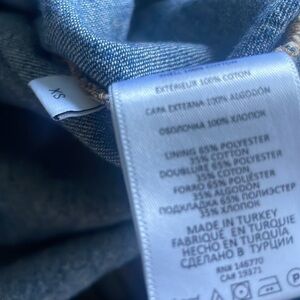 XS
EXTÉRIEUR 100% COTON
CAPA EXTERNA 100% ALGODÓN
ОБОЛОЧКА 100% ХЛОПОК
LINING 65% POLYESTER
35% COTTON
DOUBLURE 65% POLYESTER
35% COTON
FORRO 65% POLIÉSTER
35% ALGODÓN
ПОДКЛАДКА 65% ПОЛИЭСТЕР
35% ХЛОПОК
MADE IN TURKEY
FABRIQUÉ EN TURQUIE
HECHO EN TURQUÍA
СДЕЛАНО В ТУРЦИИ
RN# 146770
CA# 19371